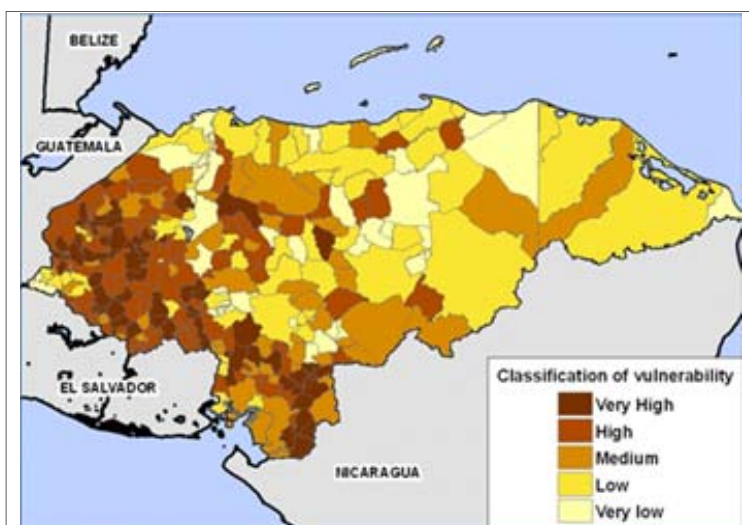 BELIZE
GUATEMALA
EL SALVADOR
NICARAGUA
Classification of vulnerability
Very High
High
Medium
Low
Very low